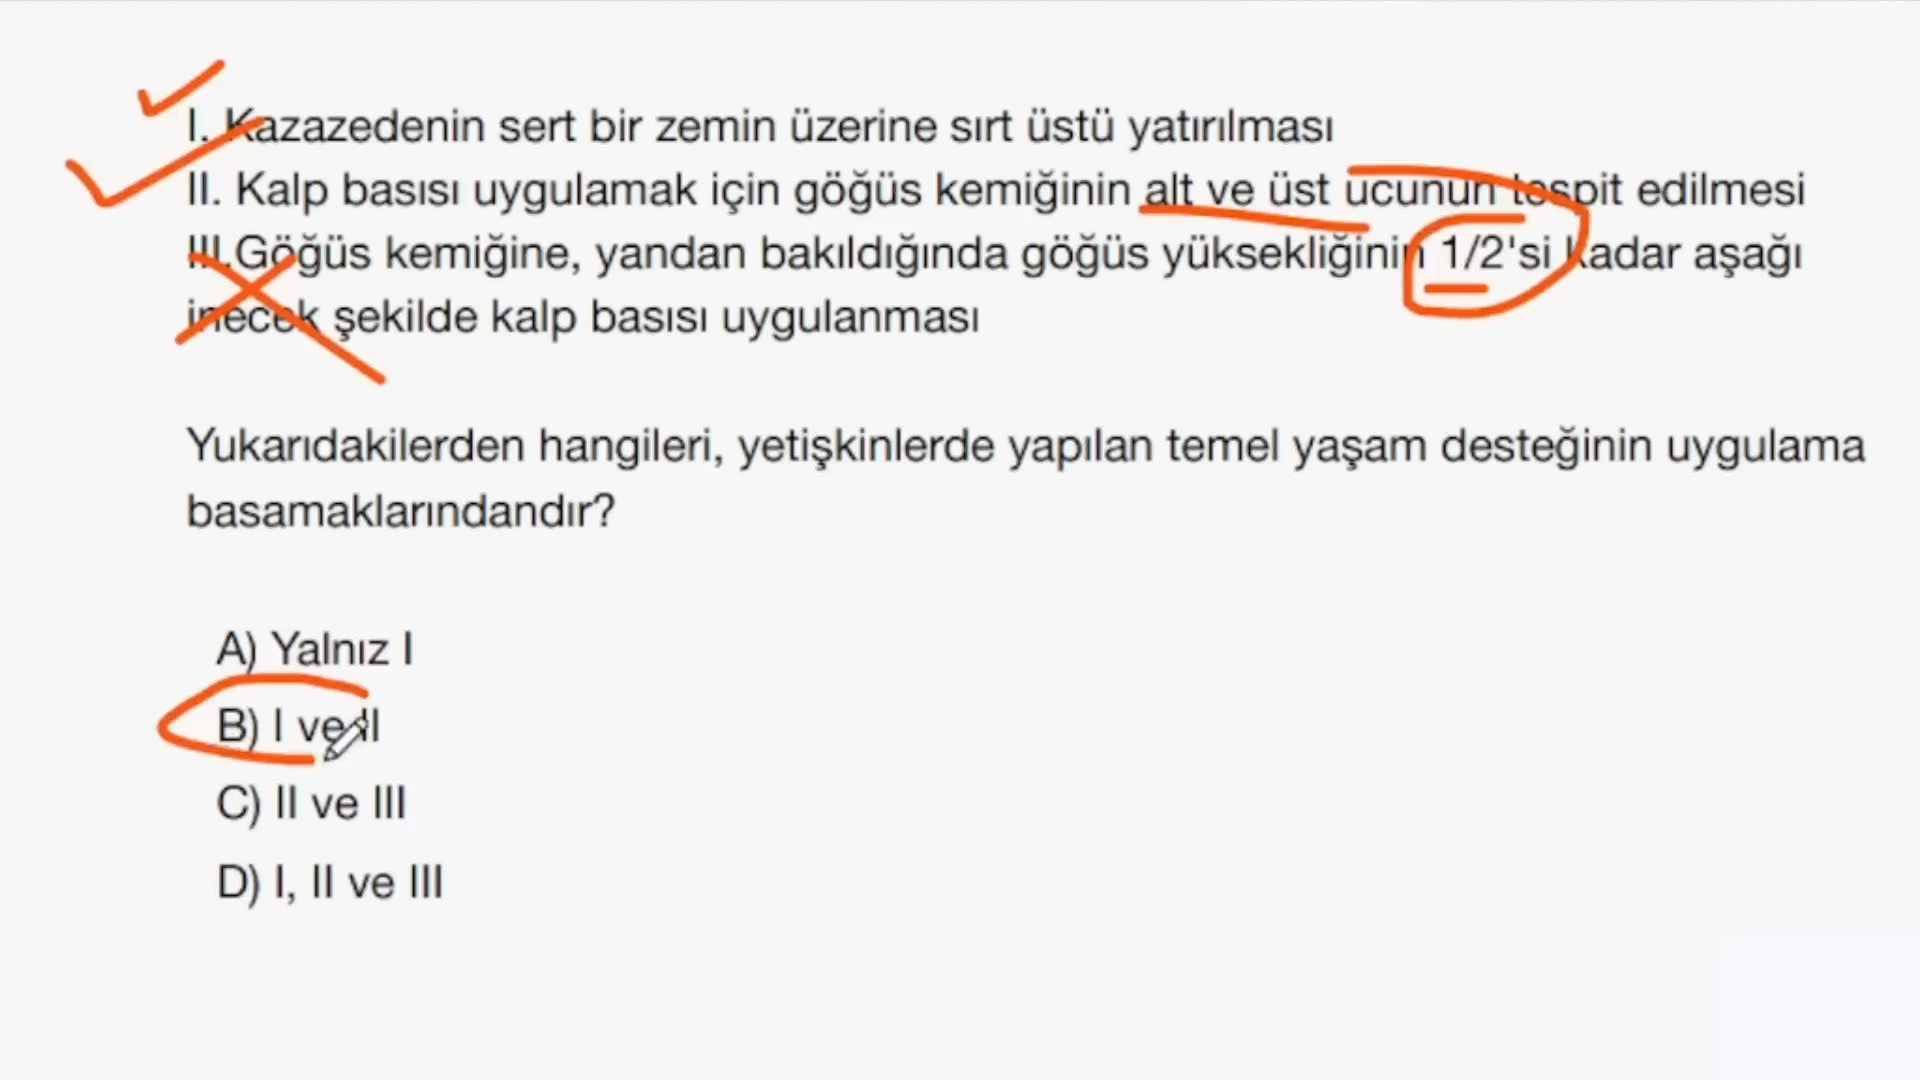 I. Kazazedenin sert bir zemin üzerine sırt üstü yatırılması
II. Kalp basısı uygulamak için göğüs kemiğinin alt ve üst ucunun tespit edilmesi
III.Göğüs kemiğine, yandan bakıldığında göğüs yüksekliğinin 1/2'si kadar aşağı
inecek şekilde kalp basısı uygulanması
Yukarıdakilerden hangileri, yetişkinlerde yapılan temel yaşam desteğinin uygulama
basamaklarındandır?
A) Yalnız I
B) I ve II
C) II ve III
D) I, II ve III